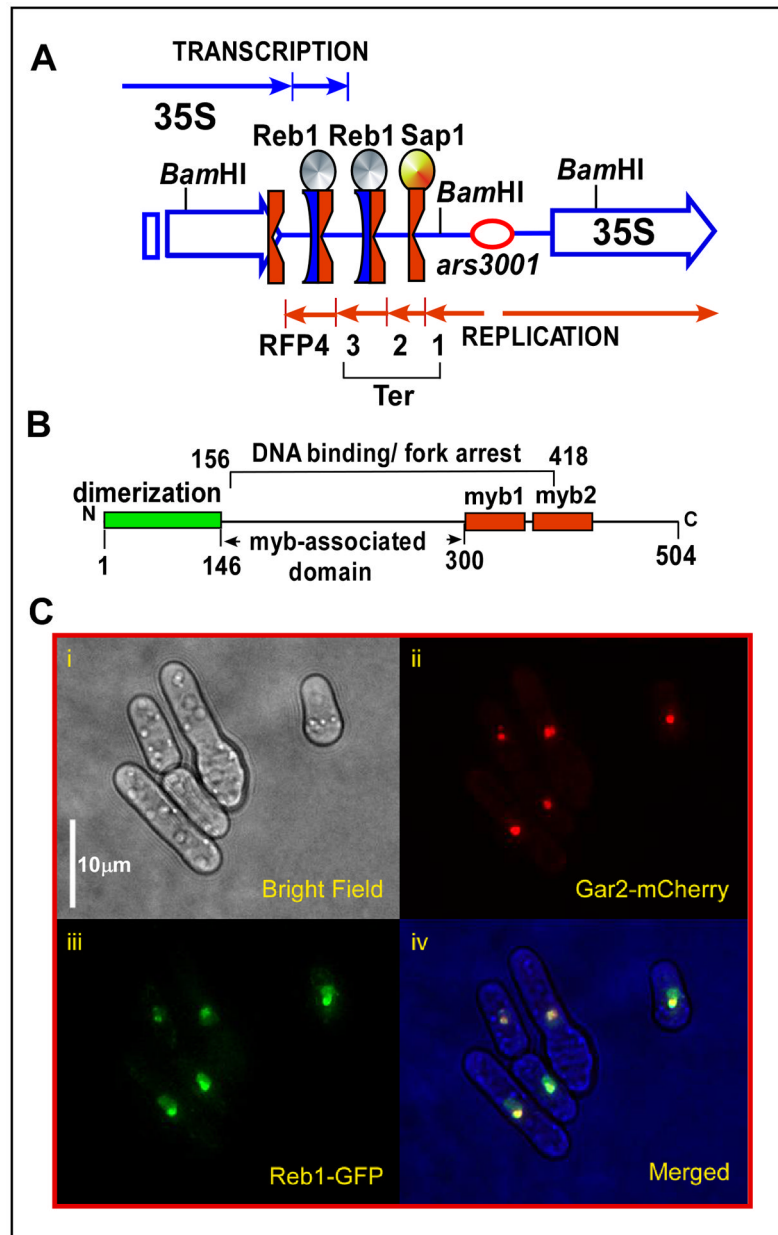 A
TRANSCRIPTION
35S
Reb1 Reb1 Sap1
BamHI BamHI BamHI
35S
ars3001
RFP4 3 2 1 REPLICATION
Ter
B
156 DNA binding/ fork arrest 418
dimerization myb1 myb2
N C
1 146 myb-associated 300 504
domain
C
i ii
10μm
Bright Field Gar2-mCherry
iii iv
Reb1-GFP Merged